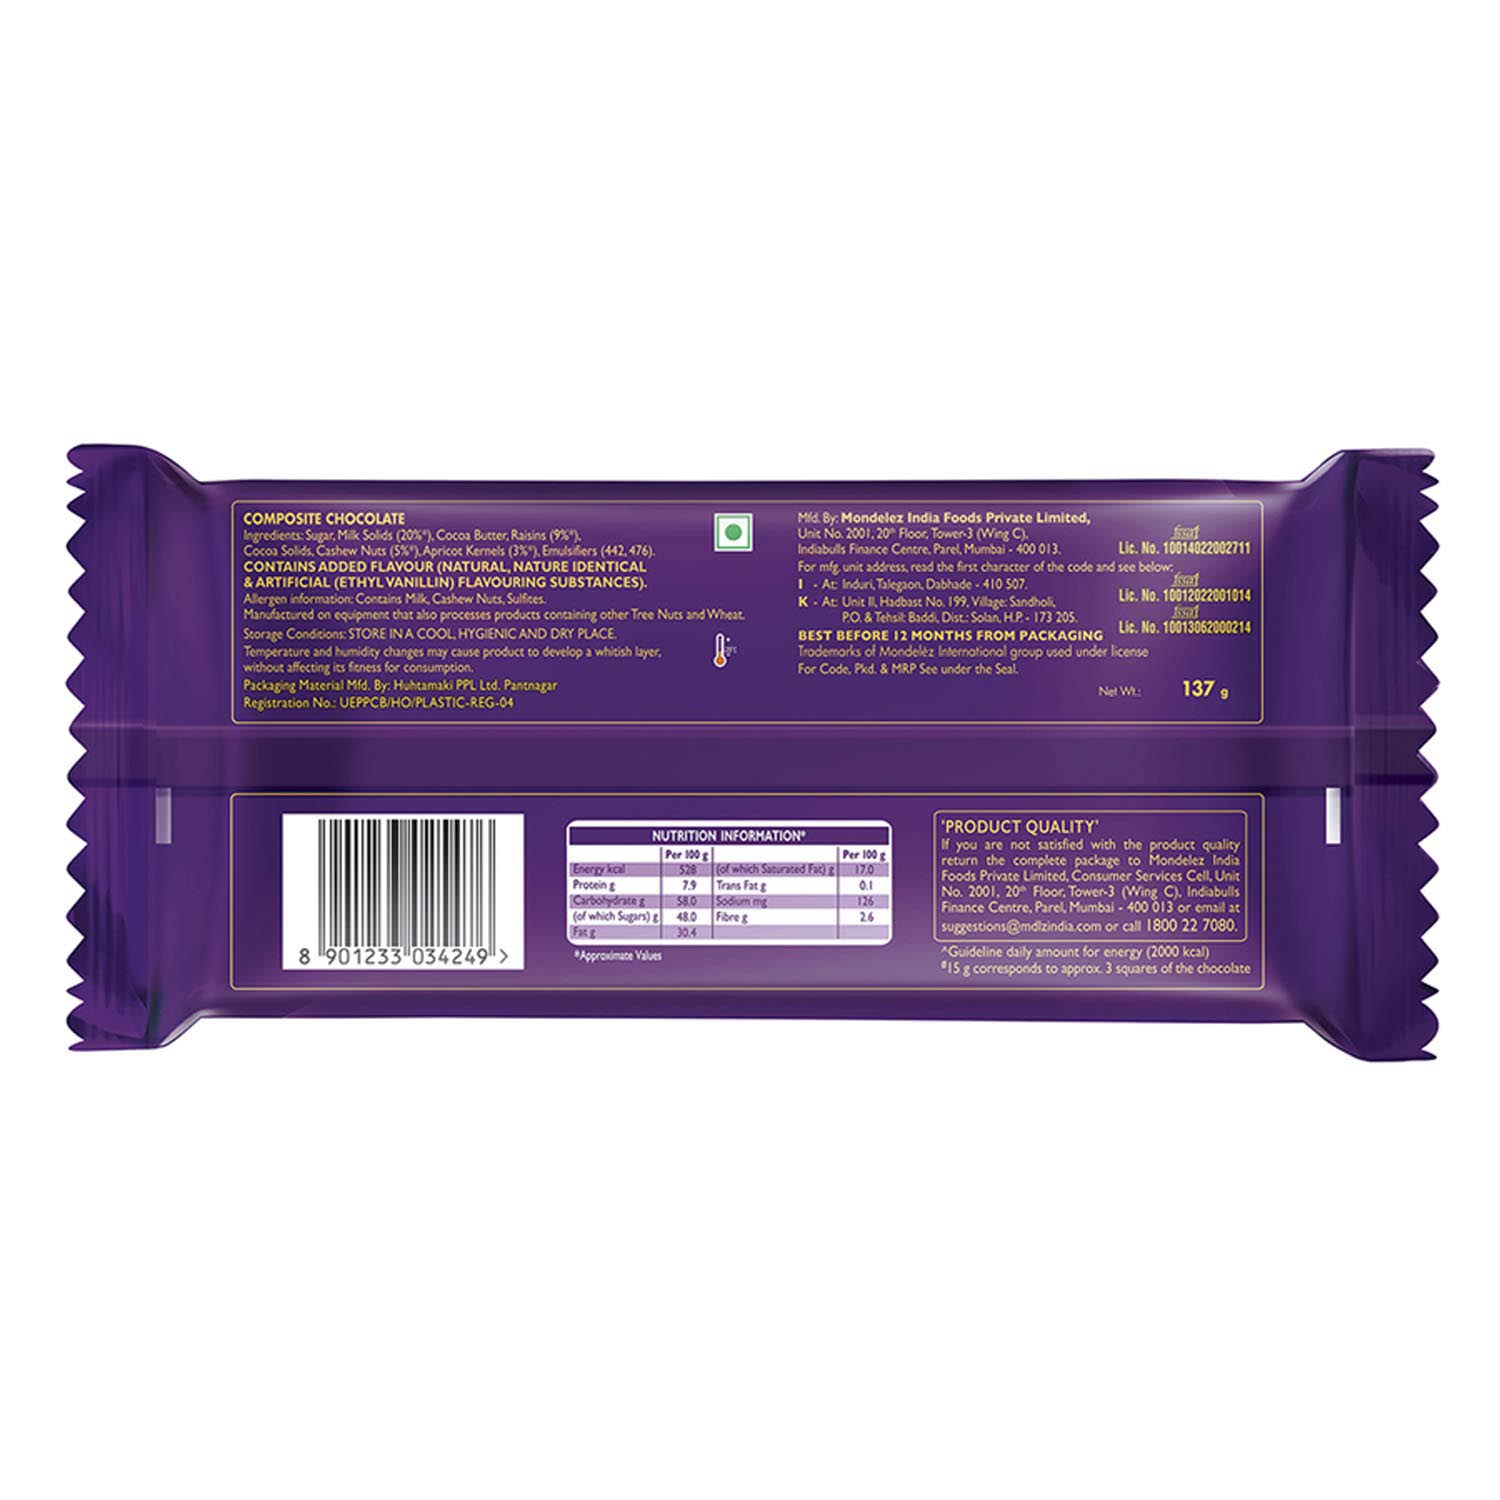 COMPOSITE CHOCOLATE
Ingredients: Sugar, Milk Solids (20%*), Cocoa Butter, Raisins (9%*),
Cocoa Solids, Cashew Nuts (5%*), Apricot Kernels (3%*), Emulsifiers (442, 476).
CONTAINS ADDED FLAVOUR (NATURAL, NATURE IDENTICAL
& ARTIFICIAL (ETHYL VANILLIN) FLAVOURING SUBSTANCES).
Allergen information: Contains Milk, Cashew Nuts, Sulfites.
Manufactured on equipment that also processes products containing other Tree Nuts and Wheat.
Storage Conditions: STORE IN A COOL, HYGIENIC AND DRY PLACE.
Temperature and humidity changes may cause product to develop a whitish layer,
without affecting its fitness for consumption.
Packaging Material Mfd. By: Huhtamaki PPL Ltd. Pantnagar
Registration No.: UEPPCB/HO/PLASTIC-REG-04
Mfd. By: Mondelez India Foods Private Limited,
Unit No. 2001, 20th Floor, Tower-3 (Wing C),
Indiabulls Finance Centre, Parel, Mumbai - 400 013.
For mfg. unit address, read the first character of the code and see below:
I - At: Induri, Talegaon, Dabhade - 410 507.
K - At: Unit II, Hadbast No. 199, Village: Sandholi,
P.O. & Tehsil: Baddi, Dist.: Solan, H.P. - 173 205.
BEST BEFORE 12 MONTHS FROM PACKAGING
Trademarks of Mondelēz International group used under license
For Code, Pkd. & MRP See under the Seal.
fssai
Lic. No. 10014022002711
fssai
Lic. No. 10012022001014
fssai
Lic. No. 10013062000214
Net Wt.: 137 g
8 901233 034249 >
NUTRITION INFORMATION*
Per 100 g Per 100 g
Energy kcal 528 (of which Saturated Fat) g 17.0
Protein g 7.9 Trans Fat g 0.1
Carbohydrate g 58.0 Sodium mg 126
(of which Sugars) g 48.0 Fibre g 2.6
Fat g 30.4
*Approximate Values
'PRODUCT QUALITY'
If you are not satisfied with the product quality
return the complete package to Mondelez India
Foods Private Limited, Consumer Services Cell, Unit
No. 2001, 20th Floor, Tower-3 (Wing C), Indiabulls
Finance Centre, Parel, Mumbai - 400 013 or email at
suggestions@mdlzindia.com or call 1800 22 7080.
^Guideline daily amount for energy (2000 kcal)
#15 g corresponds to approx. 3 squares of the chocolate